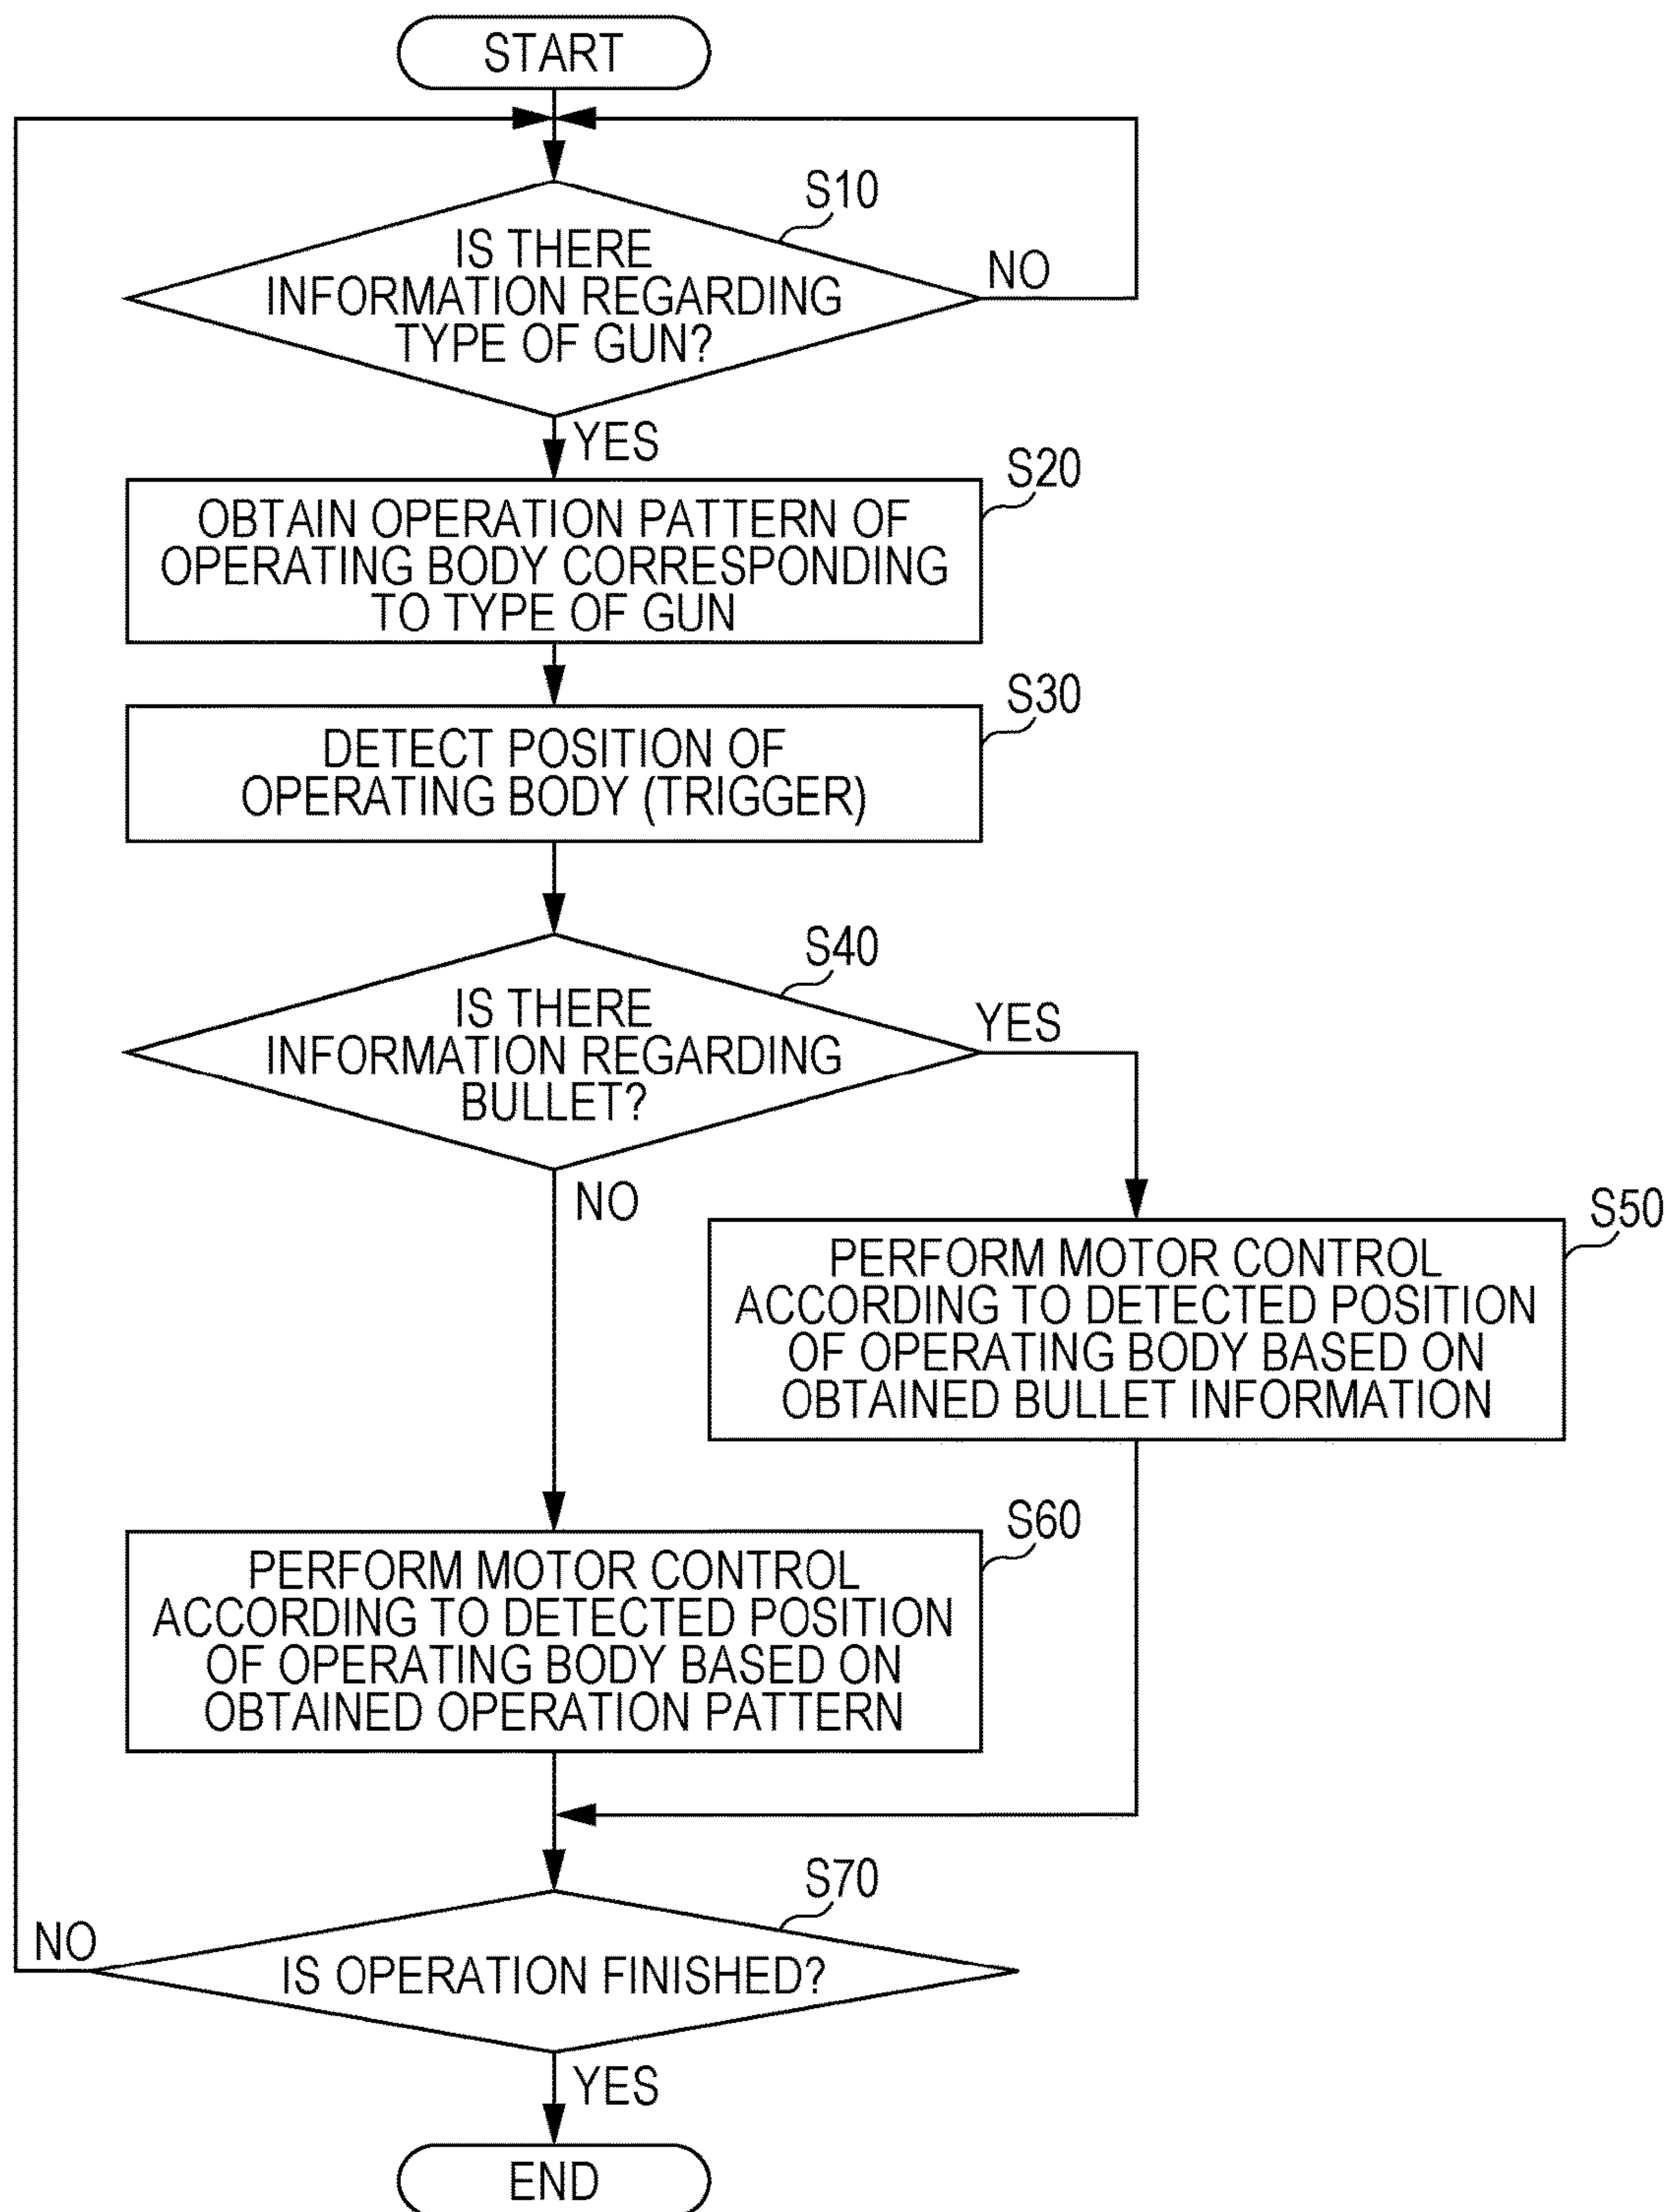 START
S10
IS THERE
INFORMATION REGARDING
TYPE OF GUN?
NO
YES
S20
OBTAIN OPERATION PATTERN OF
OPERATING BODY CORRESPONDING
TO TYPE OF GUN
S30
DETECT POSITION OF
OPERATING BODY (TRIGGER)
S40
IS THERE
INFORMATION REGARDING
BULLET?
YES
NO
S50
PERFORM MOTOR CONTROL
ACCORDING TO DETECTED POSITION
OF OPERATING BODY BASED ON
OBTAINED BULLET INFORMATION
S60
PERFORM MOTOR CONTROL
ACCORDING TO DETECTED POSITION
OF OPERATING BODY BASED ON
OBTAINED OPERATION PATTERN
S70
NO
IS OPERATION FINISHED?
YES
END